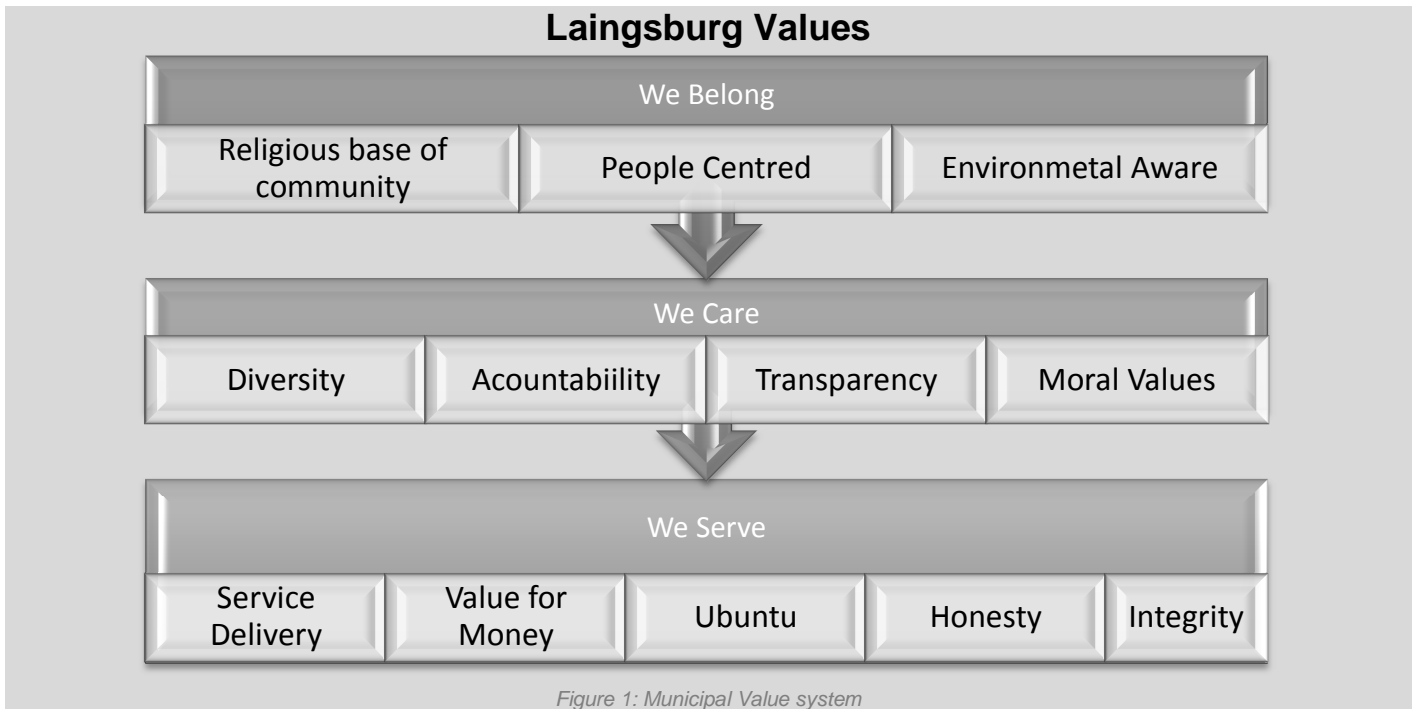 Laingsburg Values
We Belong
Religious base of
community
People Centred
Environmetal Aware
We Care
Diversity
Acountabiility
Transparency
Moral Values
We Serve
Service
Delivery
Value for
Money
Ubuntu
Honesty
Integrity
Figure 1: Municipal Value system